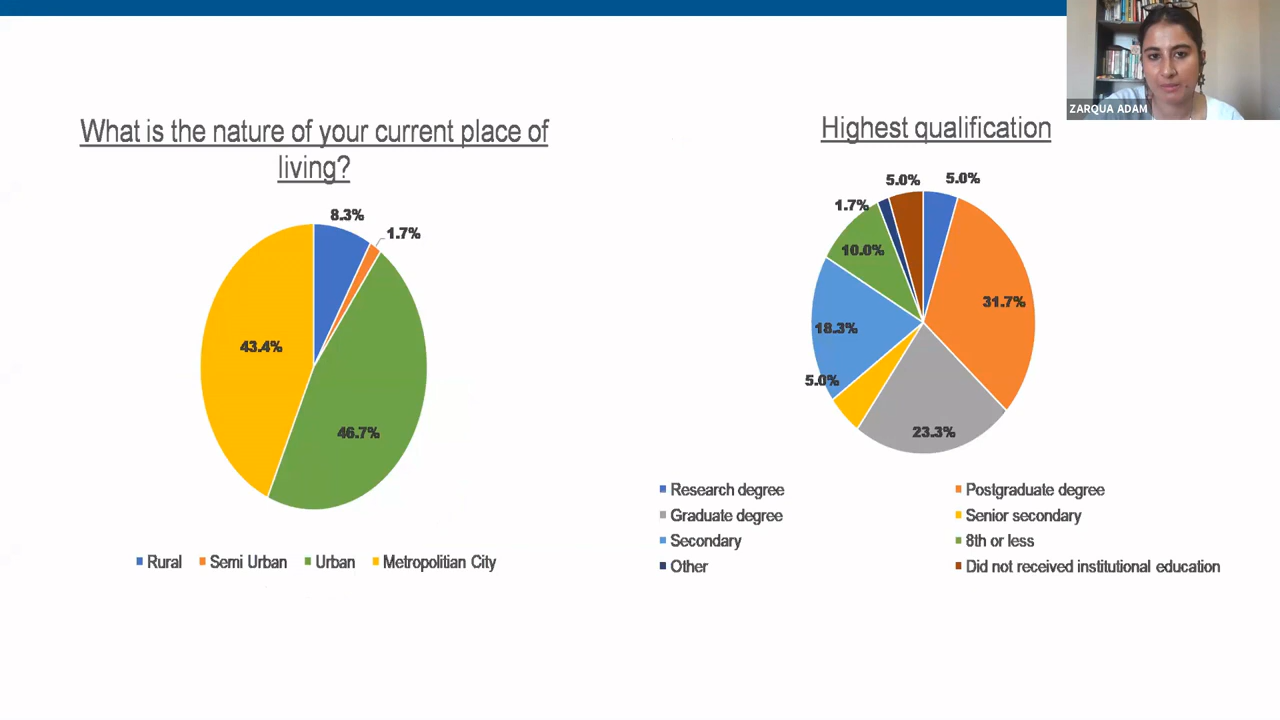 ZARQUA ADAM
What is the nature of your current place of
living?
8.3%
1.7%
43.4%
46.7%
Rural
Semi Urban
Urban
Metropolitian City
Highest qualification
5.0%
5.0%
1.7%
10.0%
31.7%
18.3%
5.0%
23.3%
Research degree
Postgraduate degree
Graduate degree
Senior secondary
Secondary
8th or less
Other
Did not received institutional education